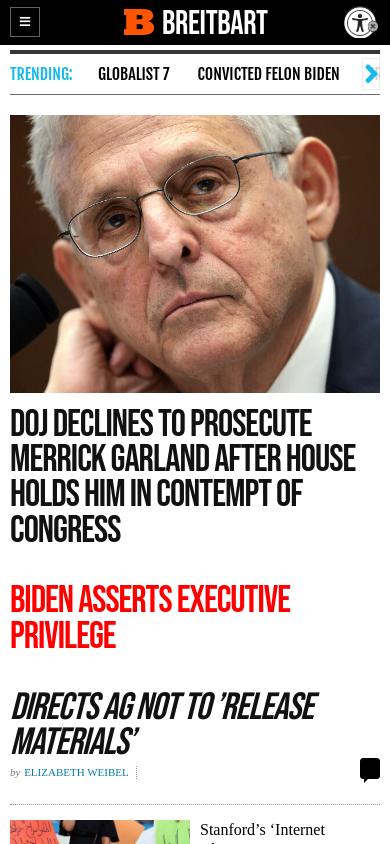 BREITBART
TRENDING:
GLOBALIST 7
CONVICTED FELON BIDEN
DOJ DECLINES TO PROSECUTE
MERRICK GARLAND AFTER HOUSE
HOLDS HIM IN CONTEMPT OF
CONGRESS
BIDEN ASSERTS EXECUTIVE
PRIVILEGE
DIRECTS AG NOT TO ’RELEASE
MATERIALS’
by ELIZABETH WEIBEL
Stanford’s ‘Internet